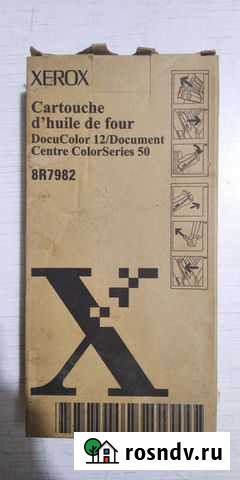 XEROX
Cartouche
d'huile de four
DocuColor 12/Document
Centre ColorSeries 50
8R7982
X
rosndv.ru